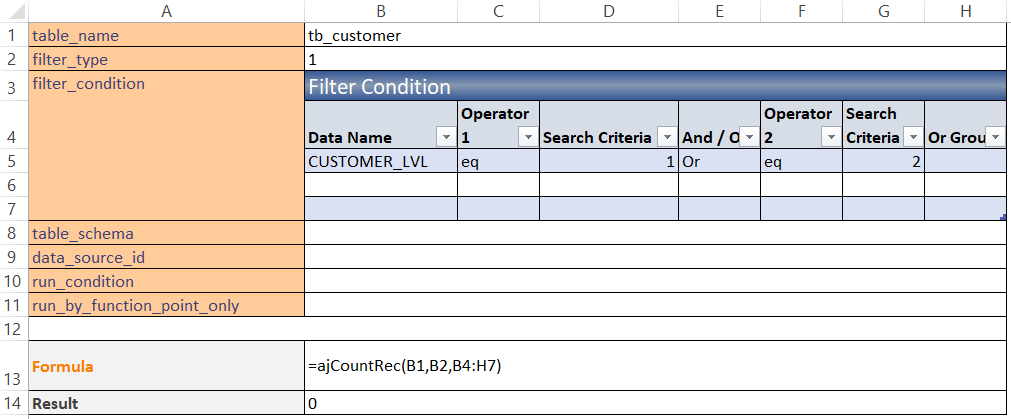 A B C D E F G H
1 table_name tb_customer
2 filter_type 1
3 filter_condition Filter Condition
4 Data Name Operator 1 Search Criteria And / O Operator 2 Search Criteria Or Grou
5 CUSTOMER_LVL eq 1 Or eq 2
6
7
8 table_schema
9 data_source_id
10 run_condition
11 run_by_function_point_only
12
13 Formula =ajCountRec(B1,B2,B4:H7)
14 Result 0